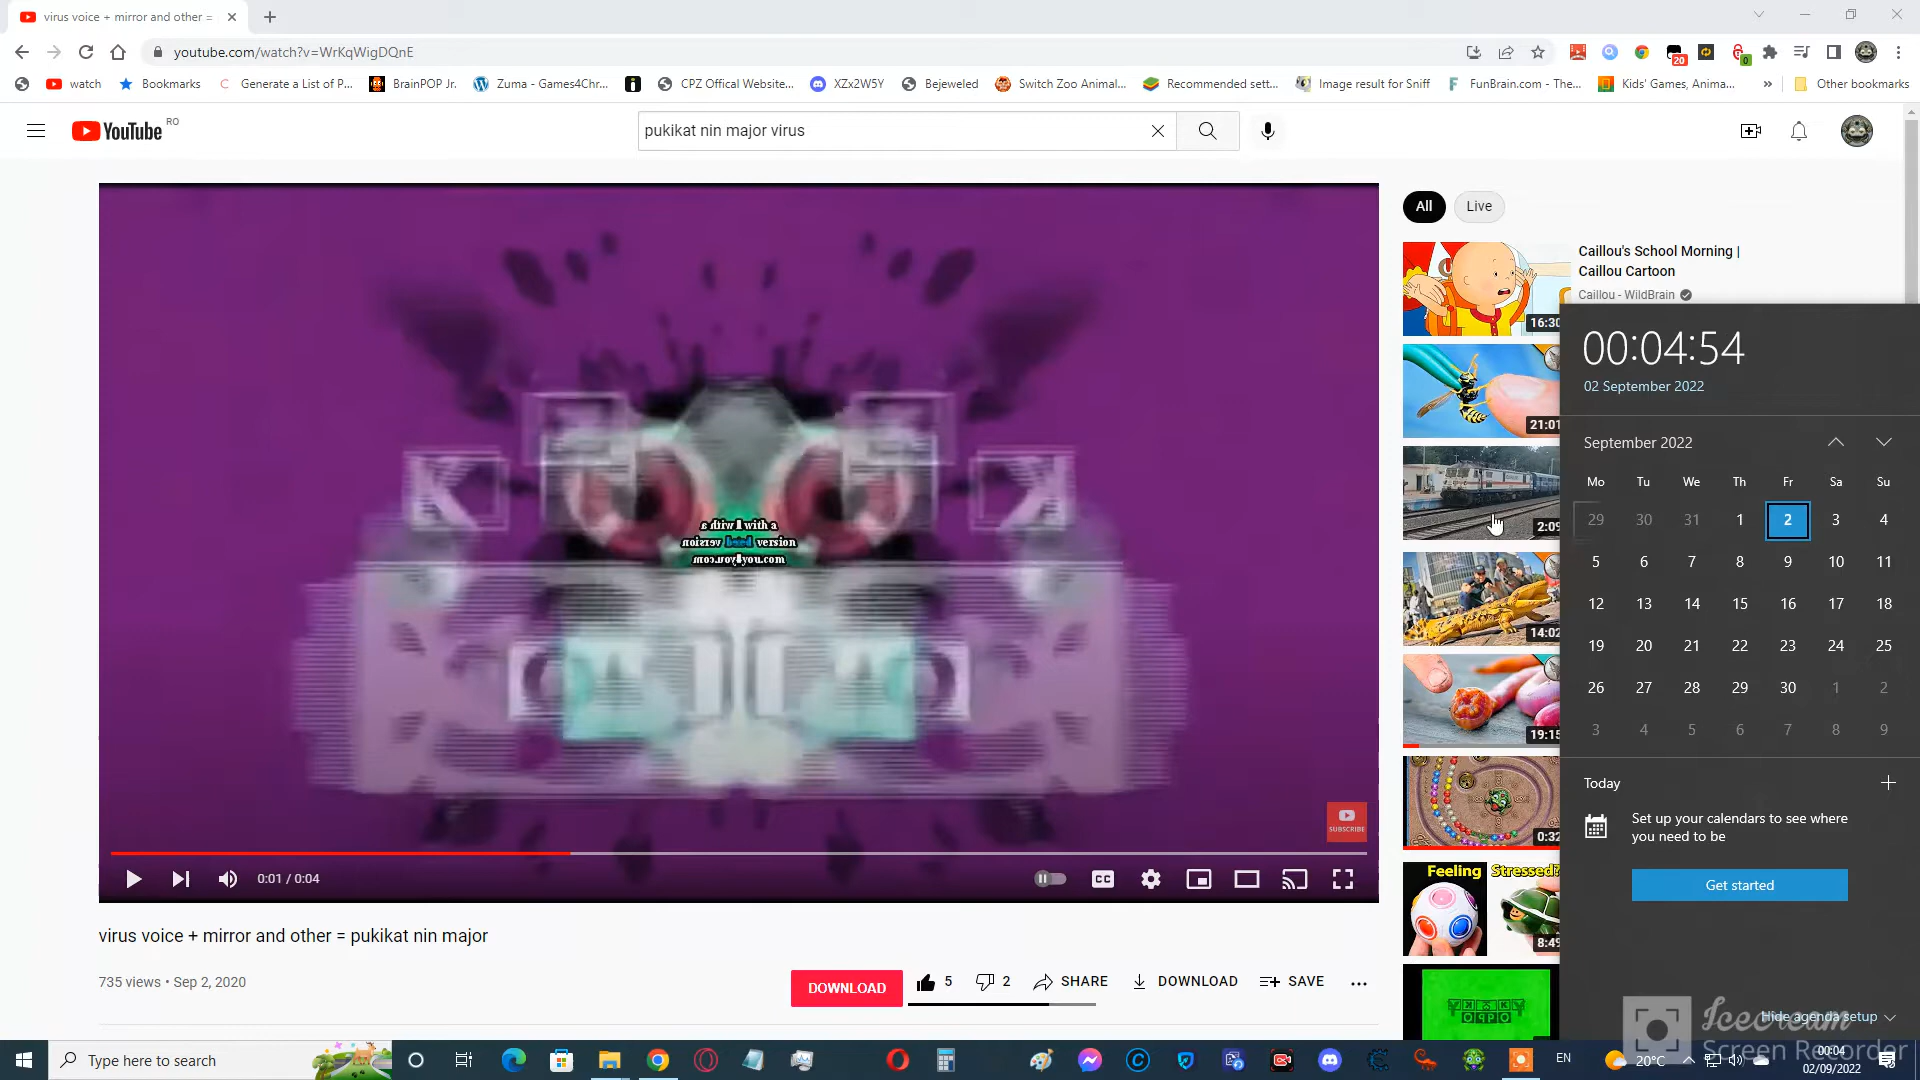 virus voice + mirror and other =
youtube.com/watch?v=WrKqWigDQnE
20
0
watch
Bookmarks
Generate a List of P...
BrainPOP Jr.
Zuma - Games4Chr...
CPZ Offical Website...
XZx2W5Y
Bejeweled
Switch Zoo Animal...
Recommended sett...
Image result for Sniff
FunBrain.com - The...
Kids' Games, Anima...
»
Other bookmarks
YouTube RO
pukikat nin major virus
All
Live
Caillou's School Morning |
Caillou Cartoon
Caillou - WildBrain
16:30
21:01
2:09
14:02
19:15
0:32
Feeling Stressed?
8:49
with a
version
you.com
SUBSCRIBE
0:01 / 0:04
CC
virus voice + mirror and other = pukikat nin major
735 views • Sep 2, 2020
DOWNLOAD
5
2
SHARE
DOWNLOAD
SAVE
00:04:54
02 September 2022
September 2022
Mo Tu We Th Fr Sa Su
29 30 31 1 2 3 4
5 6 7 8 9 10 11
12 13 14 15 16 17 18
19 20 21 22 23 24 25
26 27 28 29 30 1 2
3 4 5 6 7 8 9
Today
Set up your calendars to see where
you need to be
Get started
Hide agenda setup
Icecream
Screen Recorder
Type here to search
EN
20°C
00:04
02/09/2022